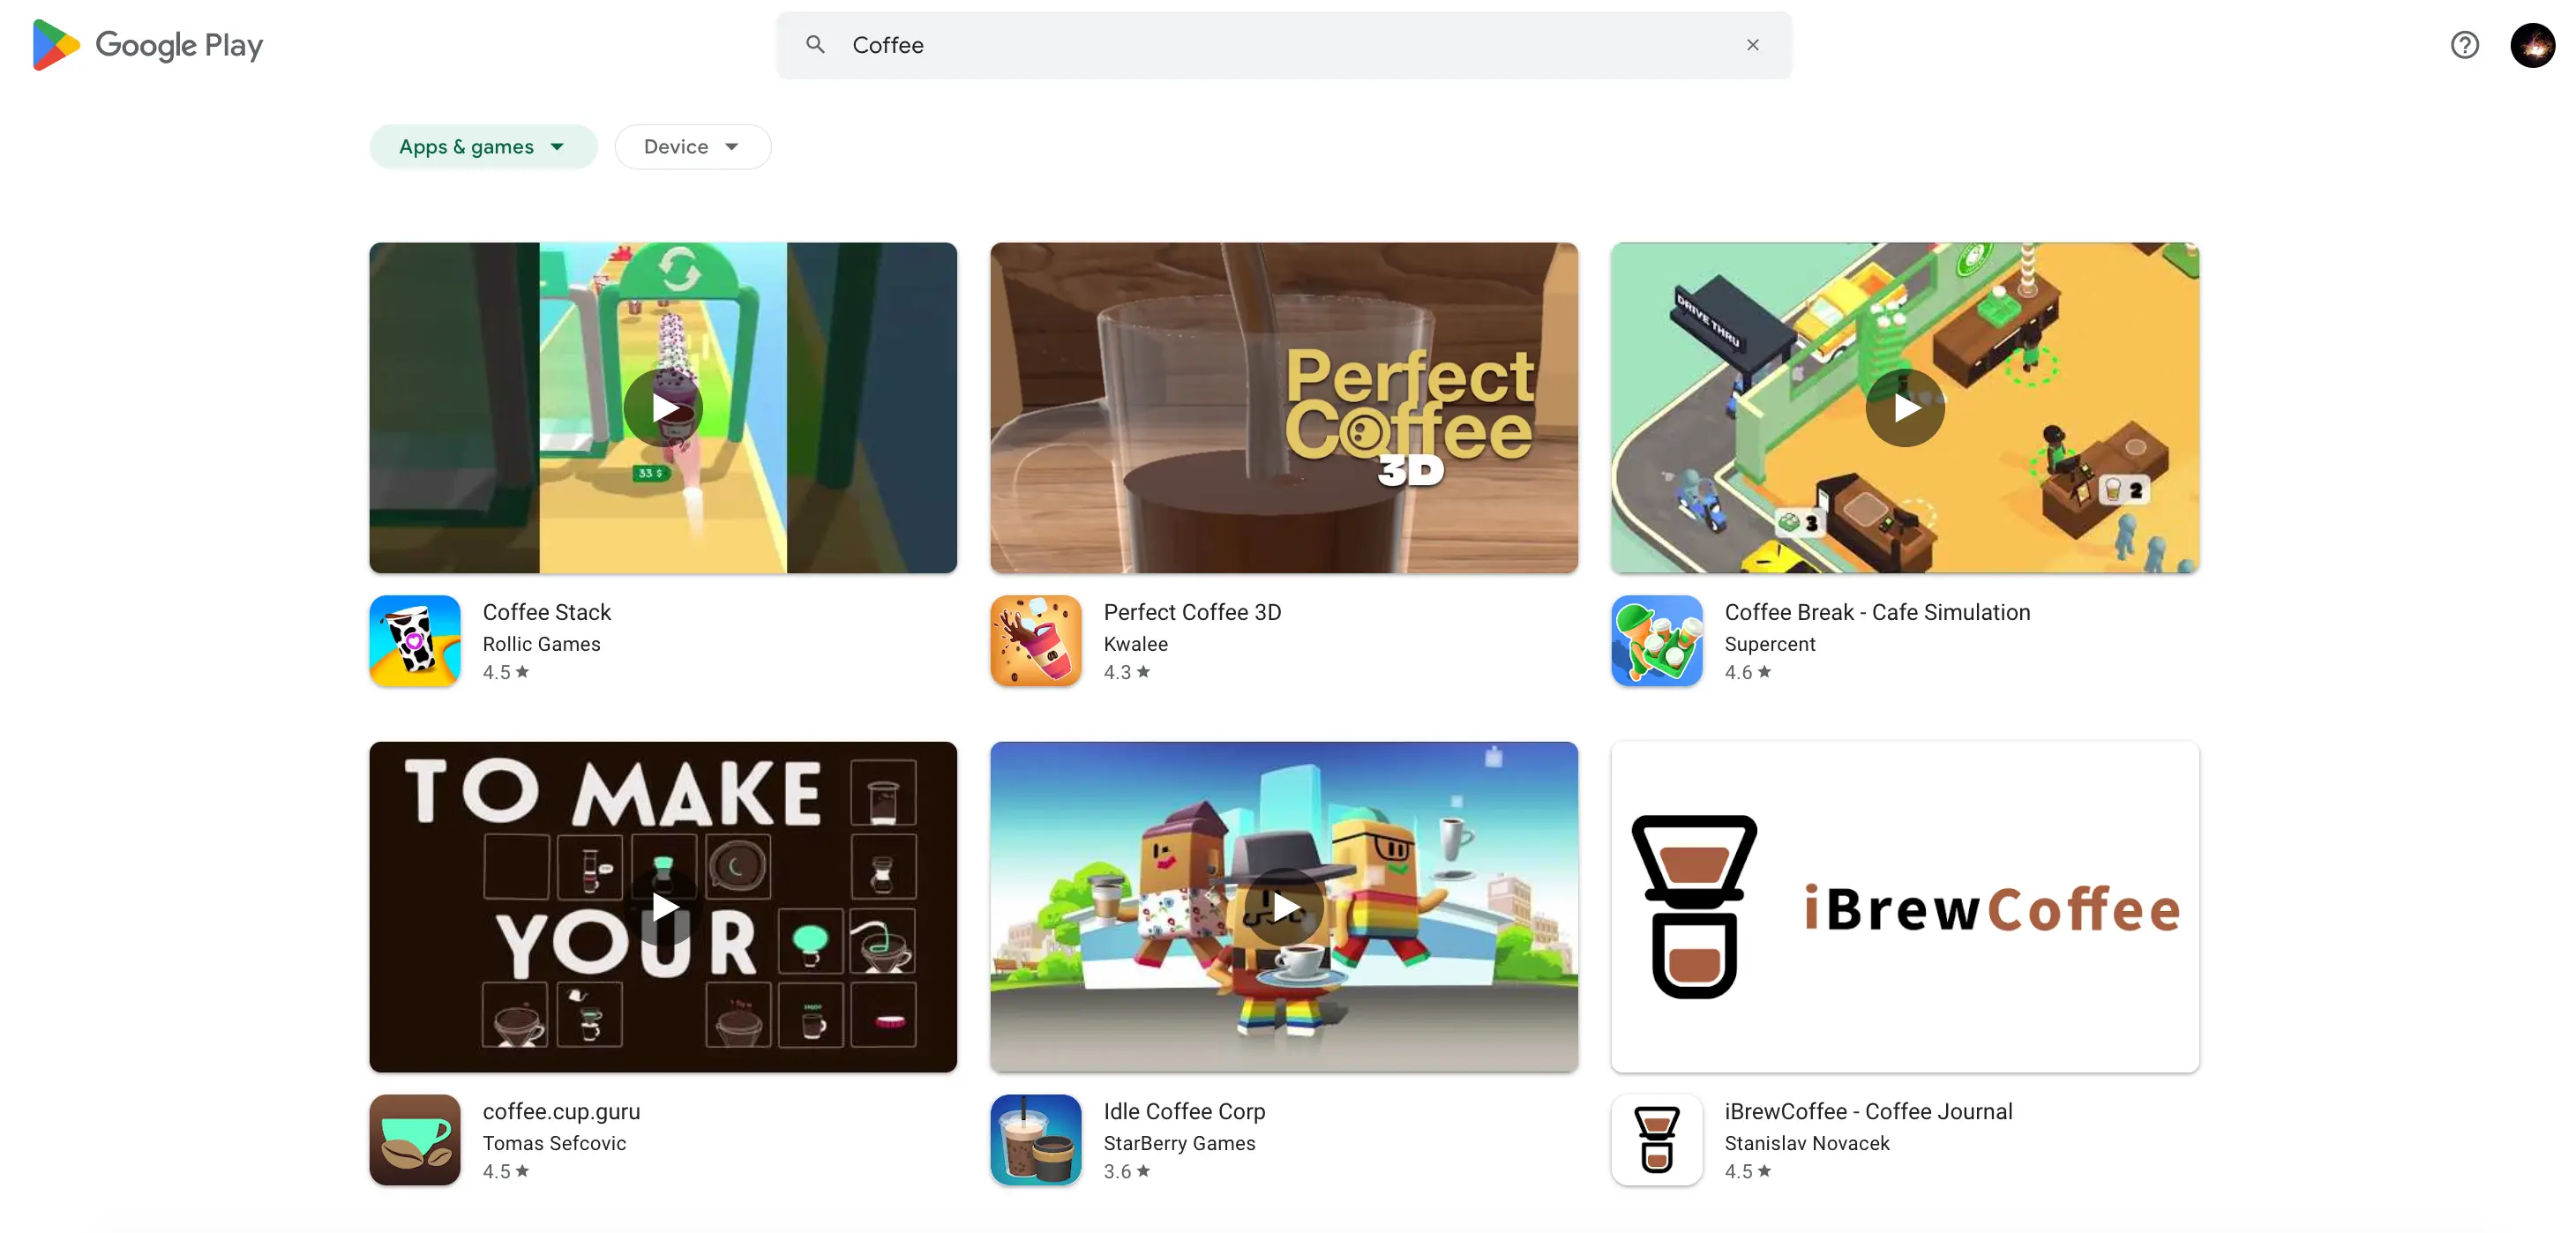 Google Play
Coffee
Apps & games
Device
33 $
Perfect
Coffee
3D
DRIVE THRU
2
3
Coffee Stack
Rollic Games
4.5
Perfect Coffee 3D
Kwalee
4.3
Coffee Break - Cafe Simulation
Supercent
4.6
TO MAKE
YOUR
iBrewCoffee
coffee.cup.guru
Tomas Sefcovic
4.5
Idle Coffee Corp
StarBerry Games
3.6
iBrewCoffee - Coffee Journal
Stanislav Novacek
4.5